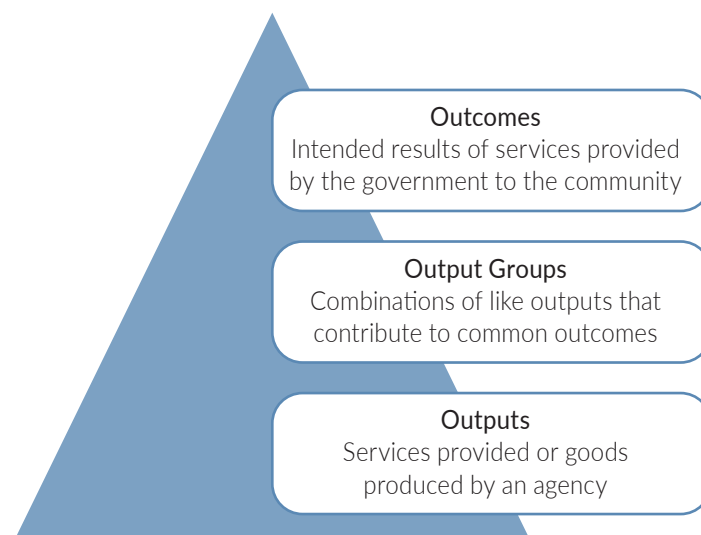 Outcomes
Intended results of services provided
by the government to the community
Output Groups
Combinations of like outputs that
contribute to common outcomes
Outputs
Services provided or goods
produced by an agency